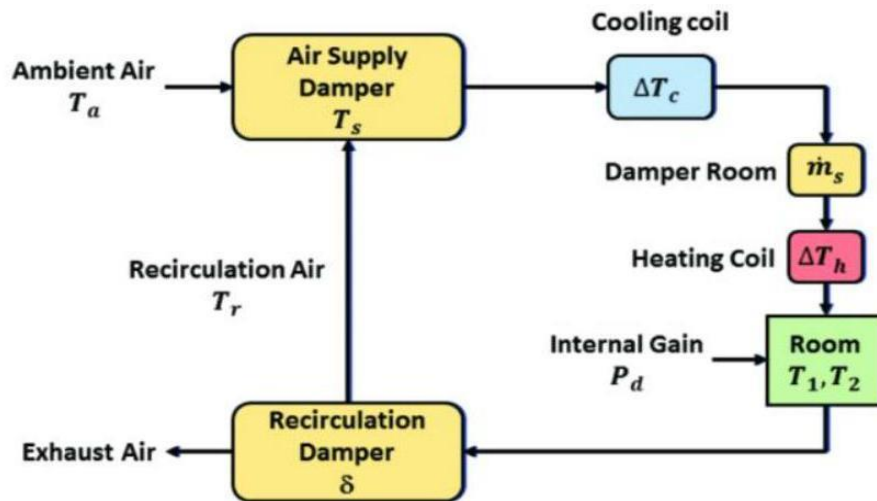 Cooling coil
Ambient Air
T_a
Air Supply
Damper
T_s
ΔT_c
Damper Room
ṁ_s
Recirculation Air
T_r
Heating Coil
ΔT_h
Internal Gain
P_d
Room
T_1, T_2
Exhaust Air
Recirculation
Damper
δ